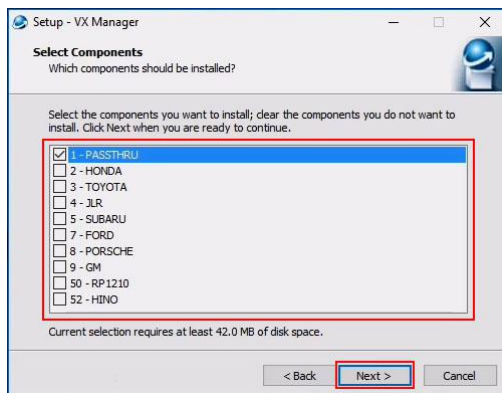 Setup - VX Manager
Select Components
Which components should be installed?
Select the components you want to install; clear the components you do not want to
install. Click Next when you are ready to continue.
1 - PASSTHRU
2 - HONDA
3 - TOYOTA
4 - JLR
5 - SUBARU
7 - FORD
8 - PORSCHE
9 - GM
50 - RP1210
52 - HINO
Current selection requires at least 42.0 MB of disk space.
< Back Next > Cancel